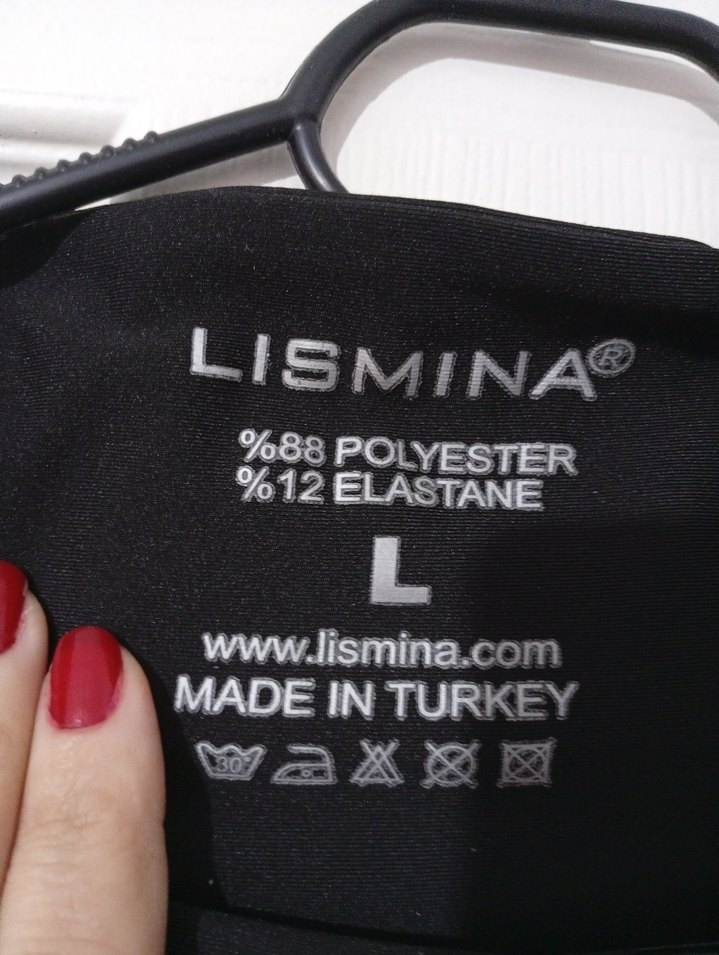 LISMINA®
%88 POLYESTER
%12 ELASTANE
L
www.lismina.com
MADE IN TURKEY
30°